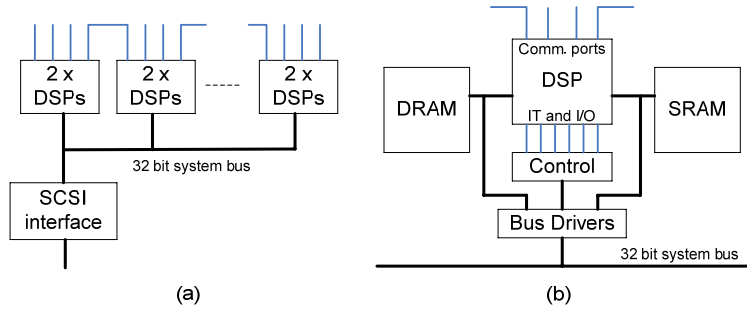 2 x
DSPs
2 x
DSPs
2 x
DSPs
32 bit system bus
SCSI
interface
(a)
Comm. ports
DSP
IT and I/O
DRAM
SRAM
Control
Bus Drivers
32 bit system bus
(b)